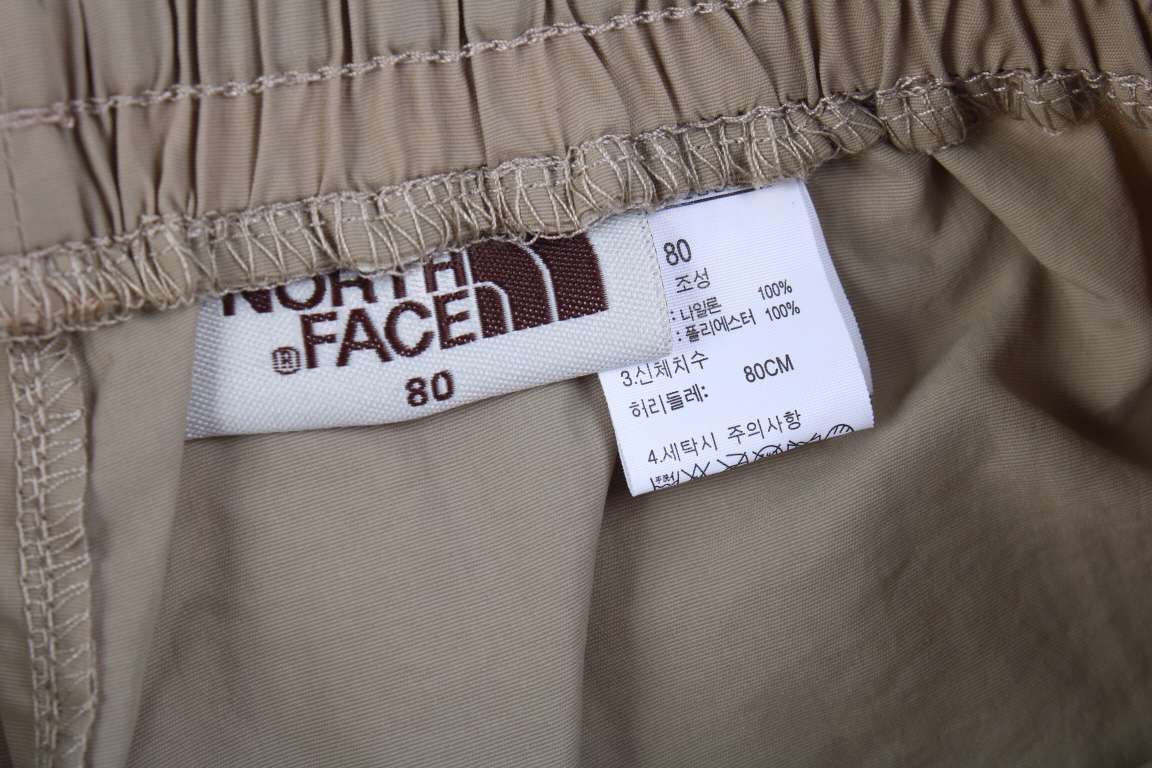 NORTH
FACE
®
80
80
조성
: 나일론 100%
: 폴리에스터 100%
3.신체치수
허리둘레: 80CM
4.세탁시 주의사항